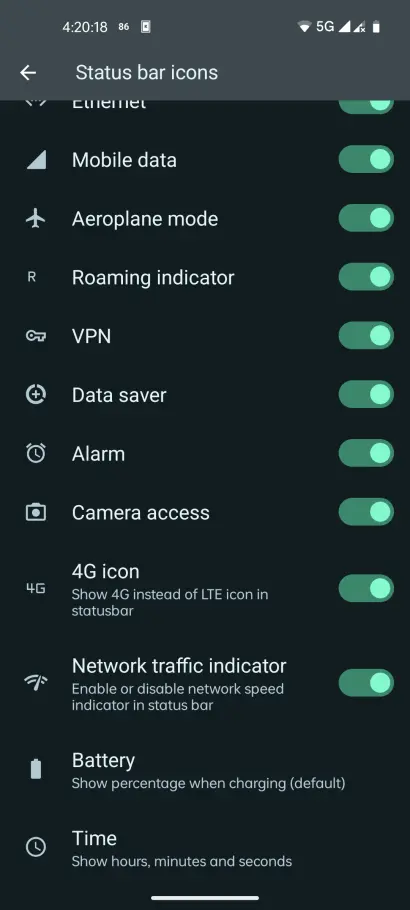 4:20:18 86 5G
Status bar icons
Ethernet
Mobile data
Aeroplane mode
R Roaming indicator
VPN
Data saver
Alarm
Camera access
4G 4G icon
Show 4G instead of LTE icon in
statusbar
Network traffic indicator
Enable or disable network speed
indicator in status bar
Battery
Show percentage when charging (default)
Time
Show hours, minutes and seconds